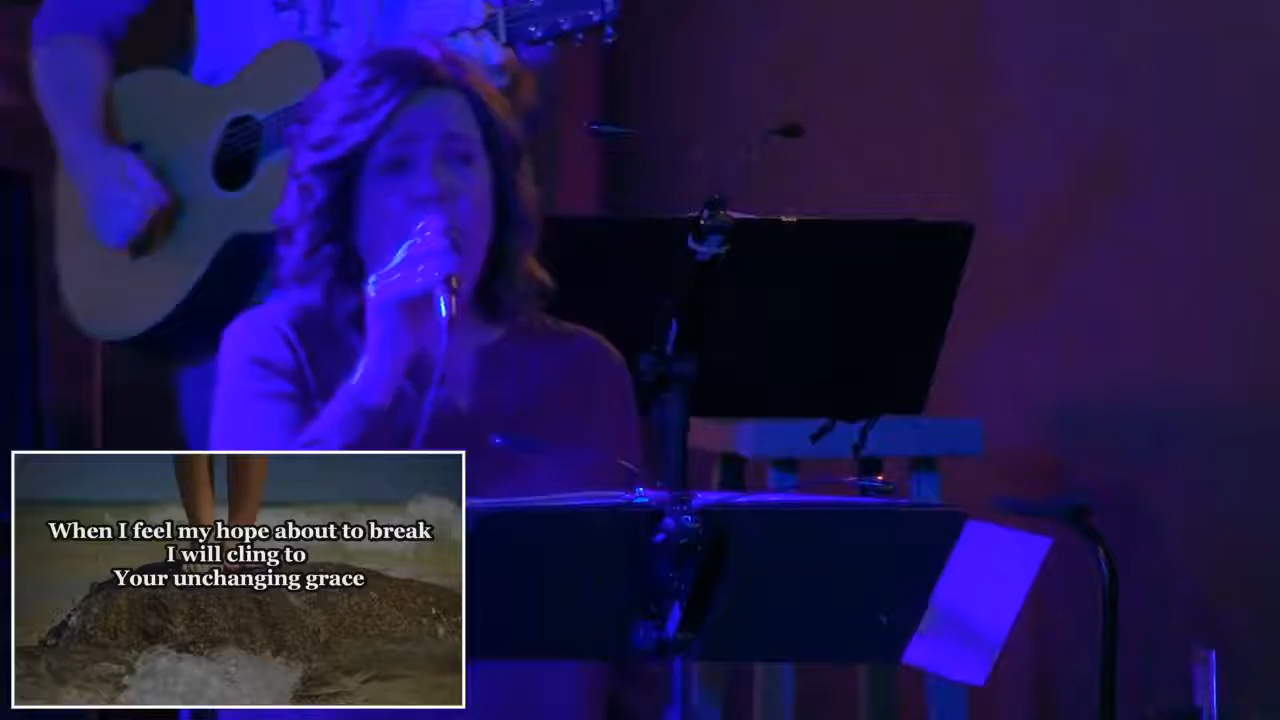 When I feel my hope about to break
I will cling to
Your unchanging grace